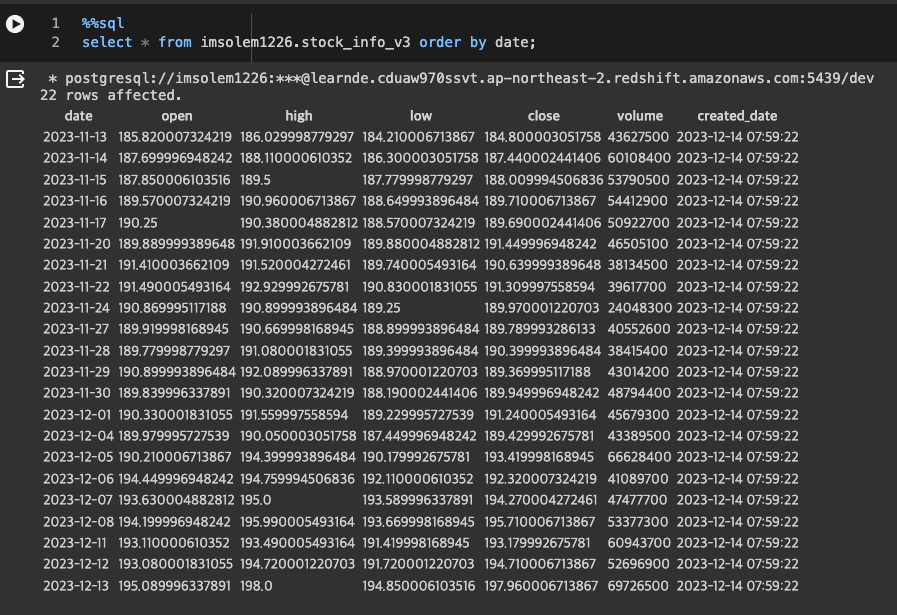 1 %%sql
2 select * from imsolem1226.stock_info_v3 order by date;
* postgresql://imsolem1226:***@learnde.cduaw970ssvt.ap-northeast-2.redshift.amazonaws.com:5439/dev
22 rows affected.
date open high low close volume created_date
2023-11-13 185.820007324219 186.029998779297 184.210006713867 184.800003051758 43627500 2023-12-14 07:59:22
2023-11-14 187.699996948242 188.110000610352 186.300003051758 187.440002441406 60108400 2023-12-14 07:59:22
2023-11-15 187.850006103516 189.5 187.779998779297 188.009994506836 53790500 2023-12-14 07:59:22
2023-11-16 189.570007324219 190.960006713867 188.649993896484 189.710006713867 54412900 2023-12-14 07:59:22
2023-11-17 190.25 190.380004882812 188.570007324219 189.690002441406 50922700 2023-12-14 07:59:22
2023-11-20 189.889999389648 191.910003662109 189.880004882812 191.449996948242 46505100 2023-12-14 07:59:22
2023-11-21 191.410003662109 191.520004272461 189.740005493164 190.639999389648 38134500 2023-12-14 07:59:22
2023-11-22 191.490005493164 192.929992675781 190.830001831055 191.309997558594 39617700 2023-12-14 07:59:22
2023-11-24 190.869995117188 190.899993896484 189.25 189.970001220703 24048300 2023-12-14 07:59:22
2023-11-27 189.919998168945 190.669998168945 188.899993896484 189.789993286133 40552600 2023-12-14 07:59:22
2023-11-28 189.779998779297 191.080001831055 189.399993896484 190.399993896484 38415400 2023-12-14 07:59:22
2023-11-29 190.899993896484 192.089996337891 188.970001220703 189.369995117188 43014200 2023-12-14 07:59:22
2023-11-30 189.839996337891 190.320007324219 188.190002441406 189.949996948242 48794400 2023-12-14 07:59:22
2023-12-01 190.330001831055 191.559997558594 189.229995727539 191.240005493164 45679300 2023-12-14 07:59:22
2023-12-04 189.979995727539 190.050003051758 187.449996948242 189.429992675781 43389500 2023-12-14 07:59:22
2023-12-05 190.210006713867 194.399993896484 190.179992675781 193.419998168945 66628400 2023-12-14 07:59:22
2023-12-06 194.449996948242 194.759994506836 192.110000610352 192.320007324219 41089700 2023-12-14 07:59:22
2023-12-07 193.630004882812 195.0 193.589996337891 194.270004272461 47477700 2023-12-14 07:59:22
2023-12-08 194.199996948242 195.990005493164 193.669998168945 195.710006713867 53377300 2023-12-14 07:59:22
2023-12-11 193.110000610352 193.490005493164 191.419998168945 193.179992675781 60943700 2023-12-14 07:59:22
2023-12-12 193.080001831055 194.720001220703 191.720001220703 194.710006713867 52696900 2023-12-14 07:59:22
2023-12-13 195.089996337891 198.0 194.850006103516 197.960006713867 69726500 2023-12-14 07:59:22